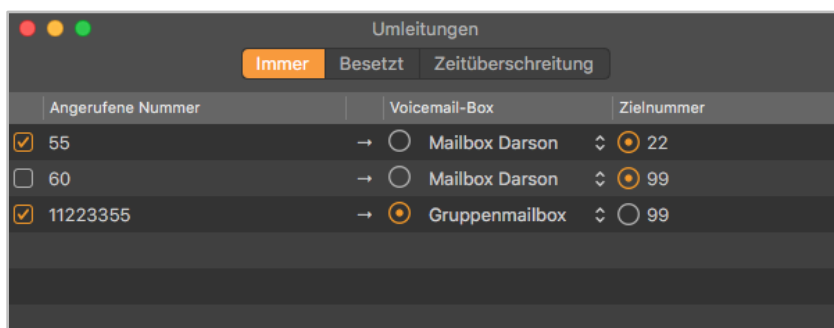 Umleitungen
Immer Besetzt Zeitüberschreitung
Angerufene Nummer Voicemail-Box Zielnummer
55 → Mailbox Darson 22
60 → Mailbox Darson 99
11223355 → Gruppenmailbox 99